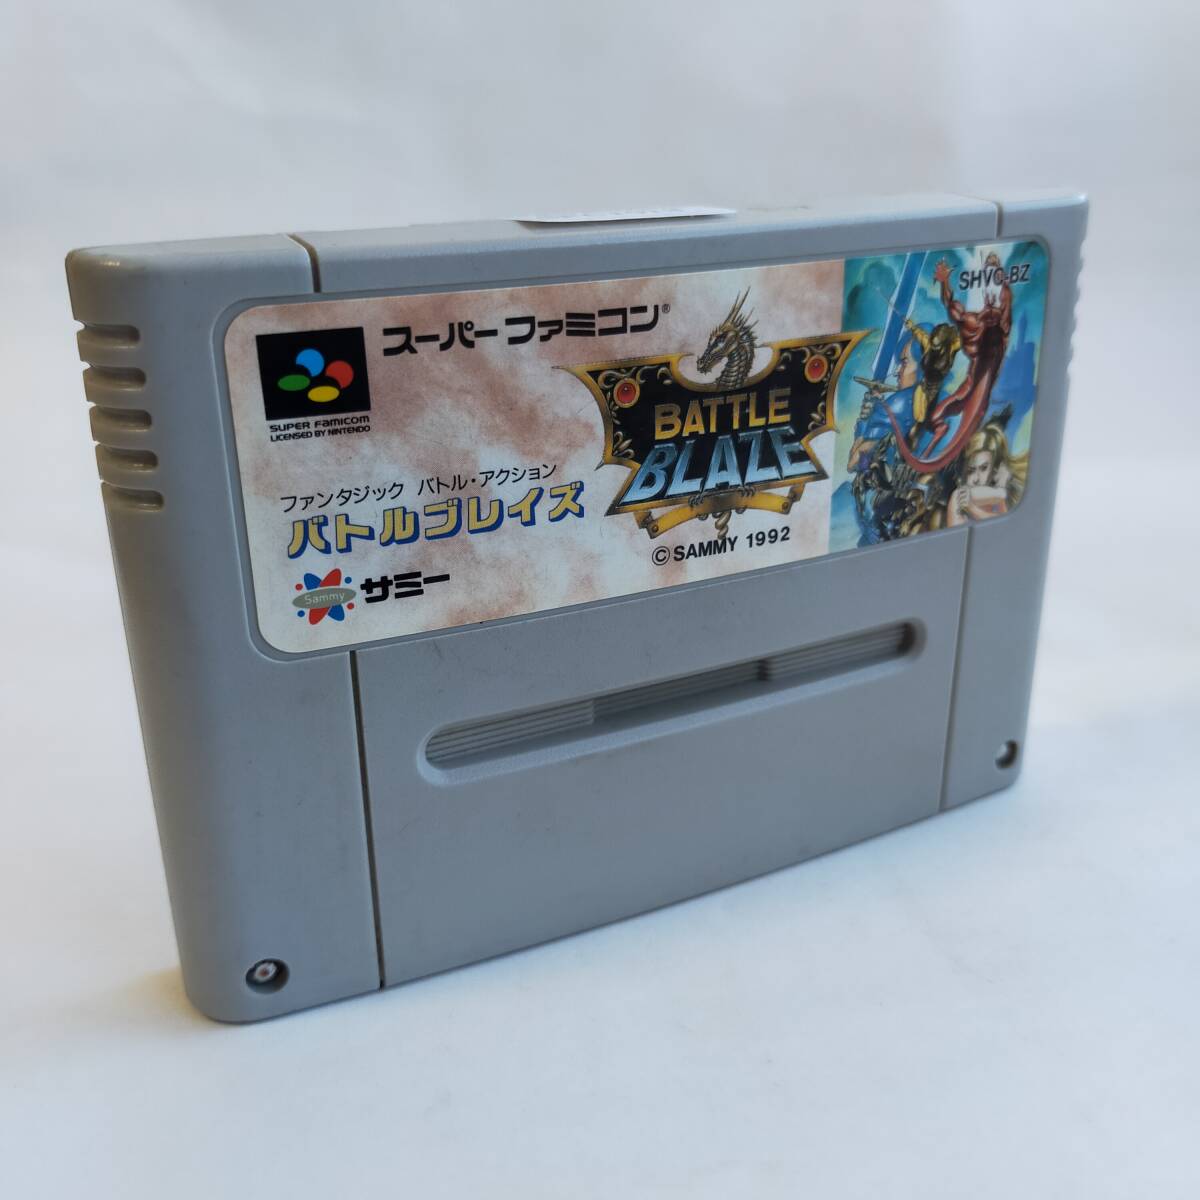 スーパーファミコン®
SHVC-BZ
SUPER FAMICOM
LICENSED BY NINTENDO
BATTLE
BLAZE
ファンタジック バトル・アクション
バトルブレイズ
©SAMMY 1992
Sammy
サミー